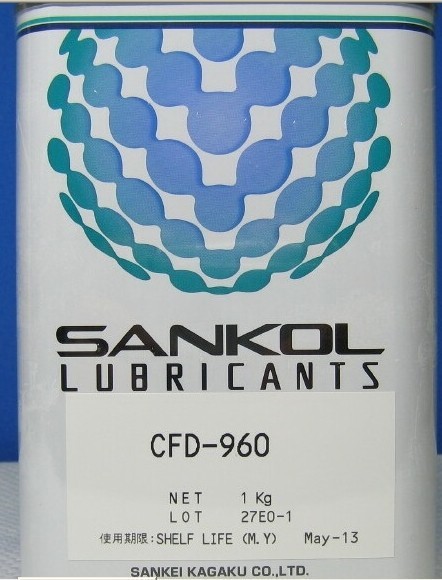 SANKOL
LUBRICANTS
CFD-960
NET 1 Kg
LOT 27E0-1
使用期限:SHELF LIFE (M.Y) May-13
SANKEI KAGAKU CO.,LTD.